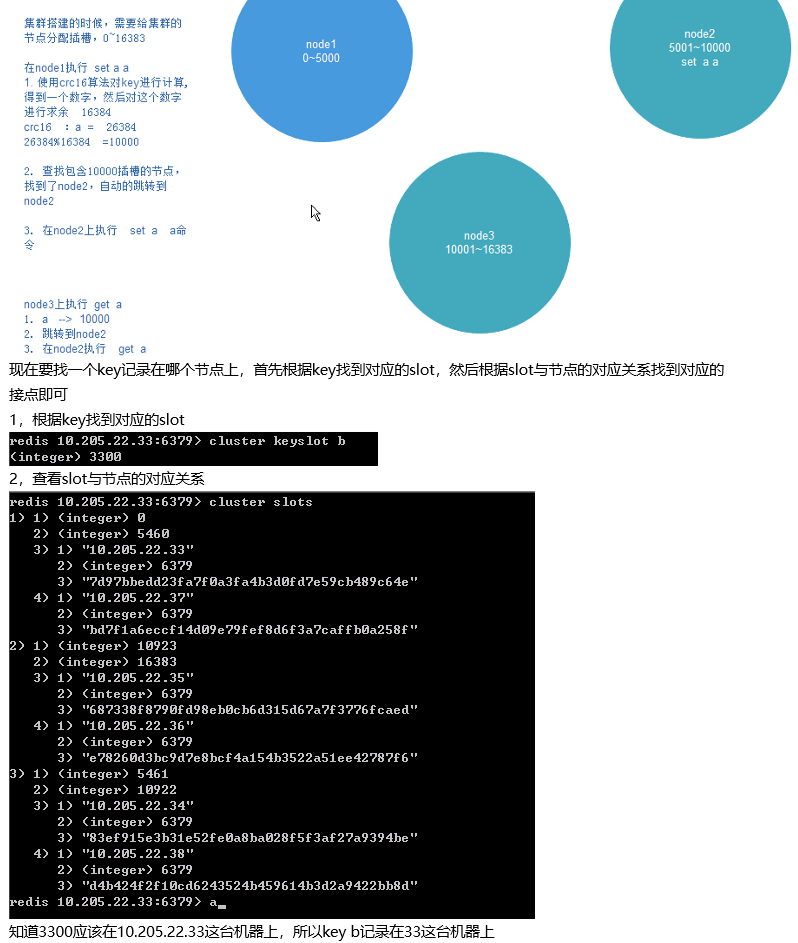 集群搭建的时候，需要给集群的
节点分配插槽，0~16383
在node1执行 set a a
1. 使用crc16算法对key进行计算,
得到一个数字，然后对这个数字
进行求余 16384
crc16 : a = 26384
26384%16384 =10000
2. 查找包含10000插槽的节点，
找到了node2，自动的跳转到
node2
3. 在node2上执行 set a a命
令
node3上执行 get a
1. a --> 10000
2. 跳转到node2
3. 在node2执行 get a
node1
0~5000
node2
5001~10000
set a a
node3
10001~16383
现在要找一个key记录在哪个节点上，首先根据key找到对应的slot，然后根据slot与节点的对应关系找到对应的
接点即可
1，根据key找到对应的slot
redis 10.205.22.33:6379> cluster keyslot b
(integer) 3300
2，查看slot与节点的对应关系
redis 10.205.22.33:6379> cluster slots
1) 1) (integer) 0
2) (integer) 5460
3) 1) "10.205.22.33"
2) (integer) 6379
3) "7d97bbedd23fa7f0a3fa4b3d0fd7e59cb489c64e"
4) 1) "10.205.22.37"
2) (integer) 6379
3) "bd7f1a6eccf14d09e79fef8d6f3a7caffb0a258f"
2) 1) (integer) 10923
2) (integer) 16383
3) 1) "10.205.22.35"
2) (integer) 6379
3) "687338f8790fd98eb0cb6d315d67a7f3776fcaed"
4) 1) "10.205.22.36"
2) (integer) 6379
3) "e78260d3bc9d7e8bcf4a154b3522a51ee42787f6"
3) 1) (integer) 5461
2) (integer) 10922
3) 1) "10.205.22.34"
2) (integer) 6379
3) "83ef915e3b31e52fe0a8ba028f5f3af27a9394be"
4) 1) "10.205.22.38"
2) (integer) 6379
3) "d4b424f2f10cd6243524b459614b3d2a9422bb8d"
redis 10.205.22.33:6379> a_
知道3300应该在10.205.22.33这台机器上，所以key b记录在33这台机器上